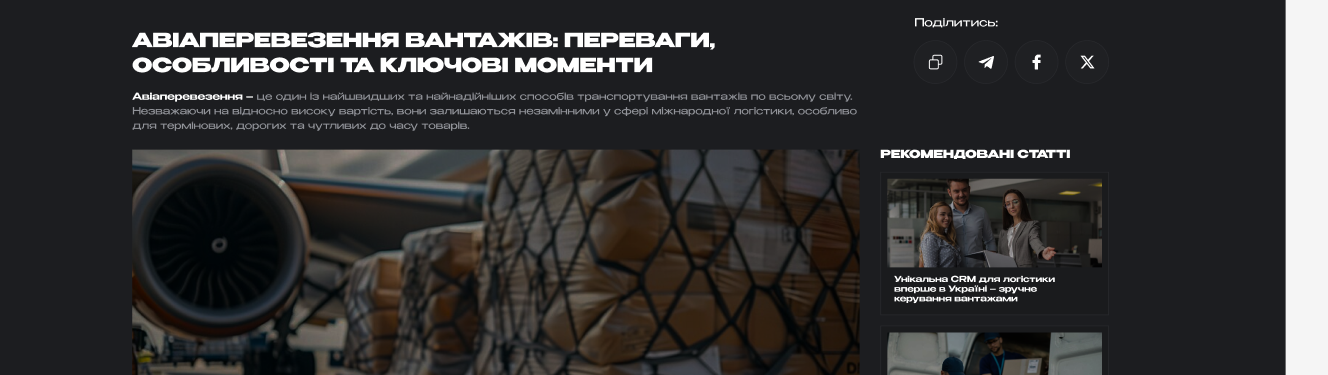 Поділитись:
АВІАПЕРЕВЕЗЕННЯ ВАНТАЖІВ: ПЕРЕВАГИ,
ОСОБЛИВОСТІ ТА КЛЮЧОВІ МОМЕНТИ
Авіаперевезення – це один із найшвидших та найнадійніших способів транспортування вантажів по всьому світу.
Незважаючи на відносно високу вартість, вони залишаються незамінними у сфері міжнародної логістики, особливо
для термінових, дорогих та чутливих до часу товарів.
РЕКОМЕНДОВАНІ СТАТТІ
Унікальна CRM для логістики
вперше в Україні – зручне
керування вантажами